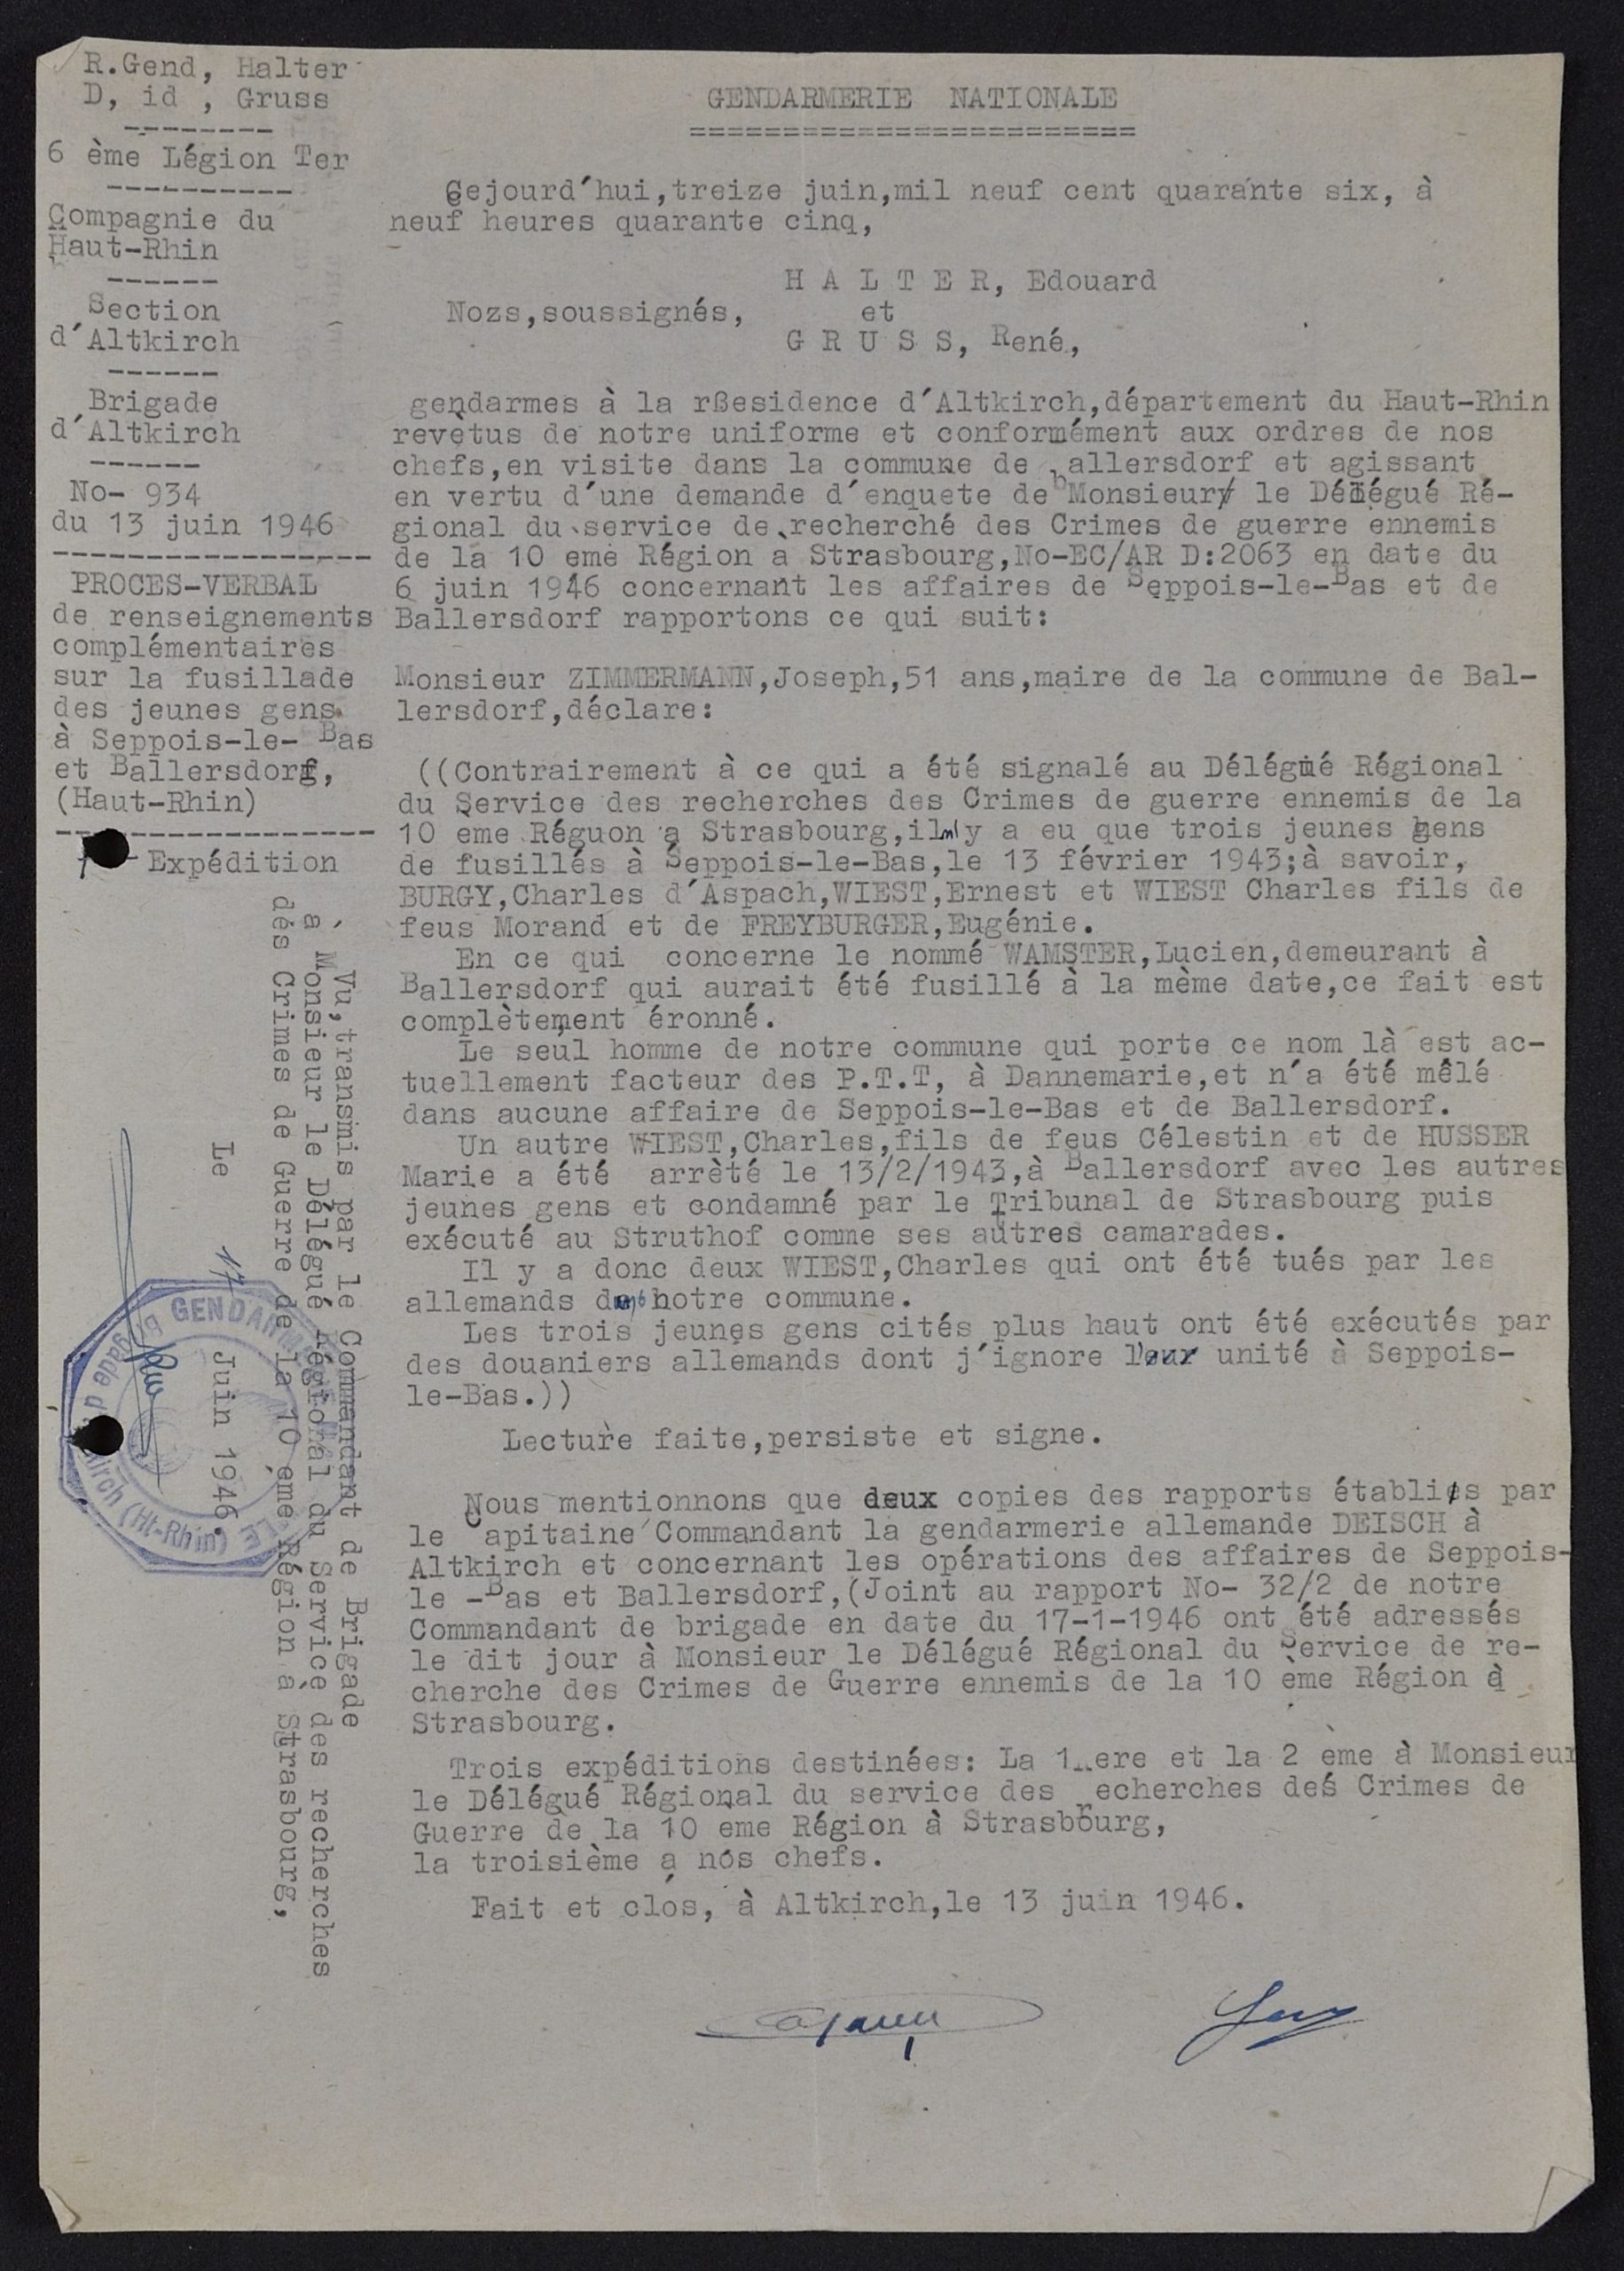 R.Gend, Halter
D, id , Gruss
--------
6 ème Légion Ter
----------
Compagnie du
Haut-Rhin
------
Section
d'Altkirch
------
Brigade
d'Altkirch
------
No- 934
du 13 juin 1946
-----------------
PROCES-VERBAL
de renseignements
complémentaires
sur la fusillade
des jeunes gens
à Seppois-le- Bas
et Ballersdorf,
(Haut-Rhin)
-----------------
Expédition
Vu, transmis par le Commandant de Brigade
à Monsieur le Délégué Régional du Service des recherches
dés Crimes de Guerre de la 10 éme Région à Strasbourg,
Le 17 Juin 1946.
GENDARMERIE NATIONALE
========================
Cejourd'hui,treize juin,mil neuf cent quarante six, à
neuf heures quarante cinq,
H A L T E R, Edouard
Nozs,soussignés, et
G R U S S, René,
gendarmes à la rßesidence d'Altkirch,département du Haut-Rhin
revètus de notre uniforme et conformément aux ordres de nos
chefs,en visite dans la commune de ballersdorf et agissant
en vertu d'une demande d'enquete de Monsieur le Délégué Ré-
gional du service de recherché des Crimes de guerre ennemis
de la 10 eme Région a Strasbourg,No-EC/AR D:2063 en date du
6 juin 1946 concernant les affaires de Seppois-le-Bas et de
Ballersdorf rapportons ce qui suit:
Monsieur ZIMMERMANN,Joseph,51 ans,maire de la commune de Bal-
lersdorf,déclare:
((Contrairement à ce qui a été signalé au Délégué Régional
du Service des recherches des Crimes de guerre ennemis de la
10 eme Réguon a Strasbourg,il n'y a eu que trois jeunes gens
de fusillés à Seppois-le-Bas,le 13 février 1943;à savoir,
BURGY,Charles d'Aspach,WIEST,Ernest et WIEST Charles fils de
feus Morand et de FREYBURGER,Eugénie.
En ce qui concerne le nommé WAMSTER,Lucien,demeurant à
Ballersdorf qui aurait été fusillé à la mème date,ce fait est
complètement éronné.
Le seul homme de notre commune qui porte ce nom là est ac-
tuellement facteur des P.T.T, à Dannemarie,et n'a été mêlé
dans aucune affaire de Seppois-le-Bas et de Ballersdorf.
Un autre WIEST,Charles,fils de feus Célestin et de HUSSER
Marie a été arrèté le 13/2/1943,à Ballersdorf avec les autres
jeunes gens et condamné par le Tribunal de Strasbourg puis
exécuté au Struthof comme ses autres camarades.
Il y a donc deux WIEST,Charles qui ont été tués par les
allemands de notre commune.
Les trois jeunes gens cités plus haut ont été exécutés par
des douaniers allemands dont j'ignore leur unité à Seppois-
le-Bas.))
Lecture faite,persiste et signe.
Nous mentionnons que deux copies des rapports établies par
le Capitaine Commandant la gendarmerie allemande DEISCH à
Altkirch et concernant les opérations des affaires de Seppois-
le -Bas et Ballersdorf,(Joint au rapport No- 32/2 de notre
Commandant de brigade en date du 17-1-1946 ont été adressés
le dit jour à Monsieur le Délégué Régional du Service de re-
cherche des Crimes de Guerre ennemis de la 10 ème Région à
Strasbourg.
Trois expéditions destinées: La 1 ere et la 2 eme à Monsieur
le Délégué Régional du service des recherches des Crimes de
Guerre de la 10 eme Région à Strasbourg,
la troisième a nos chefs.
Fait et clos, à Altkirch,le 13 juin 1946.